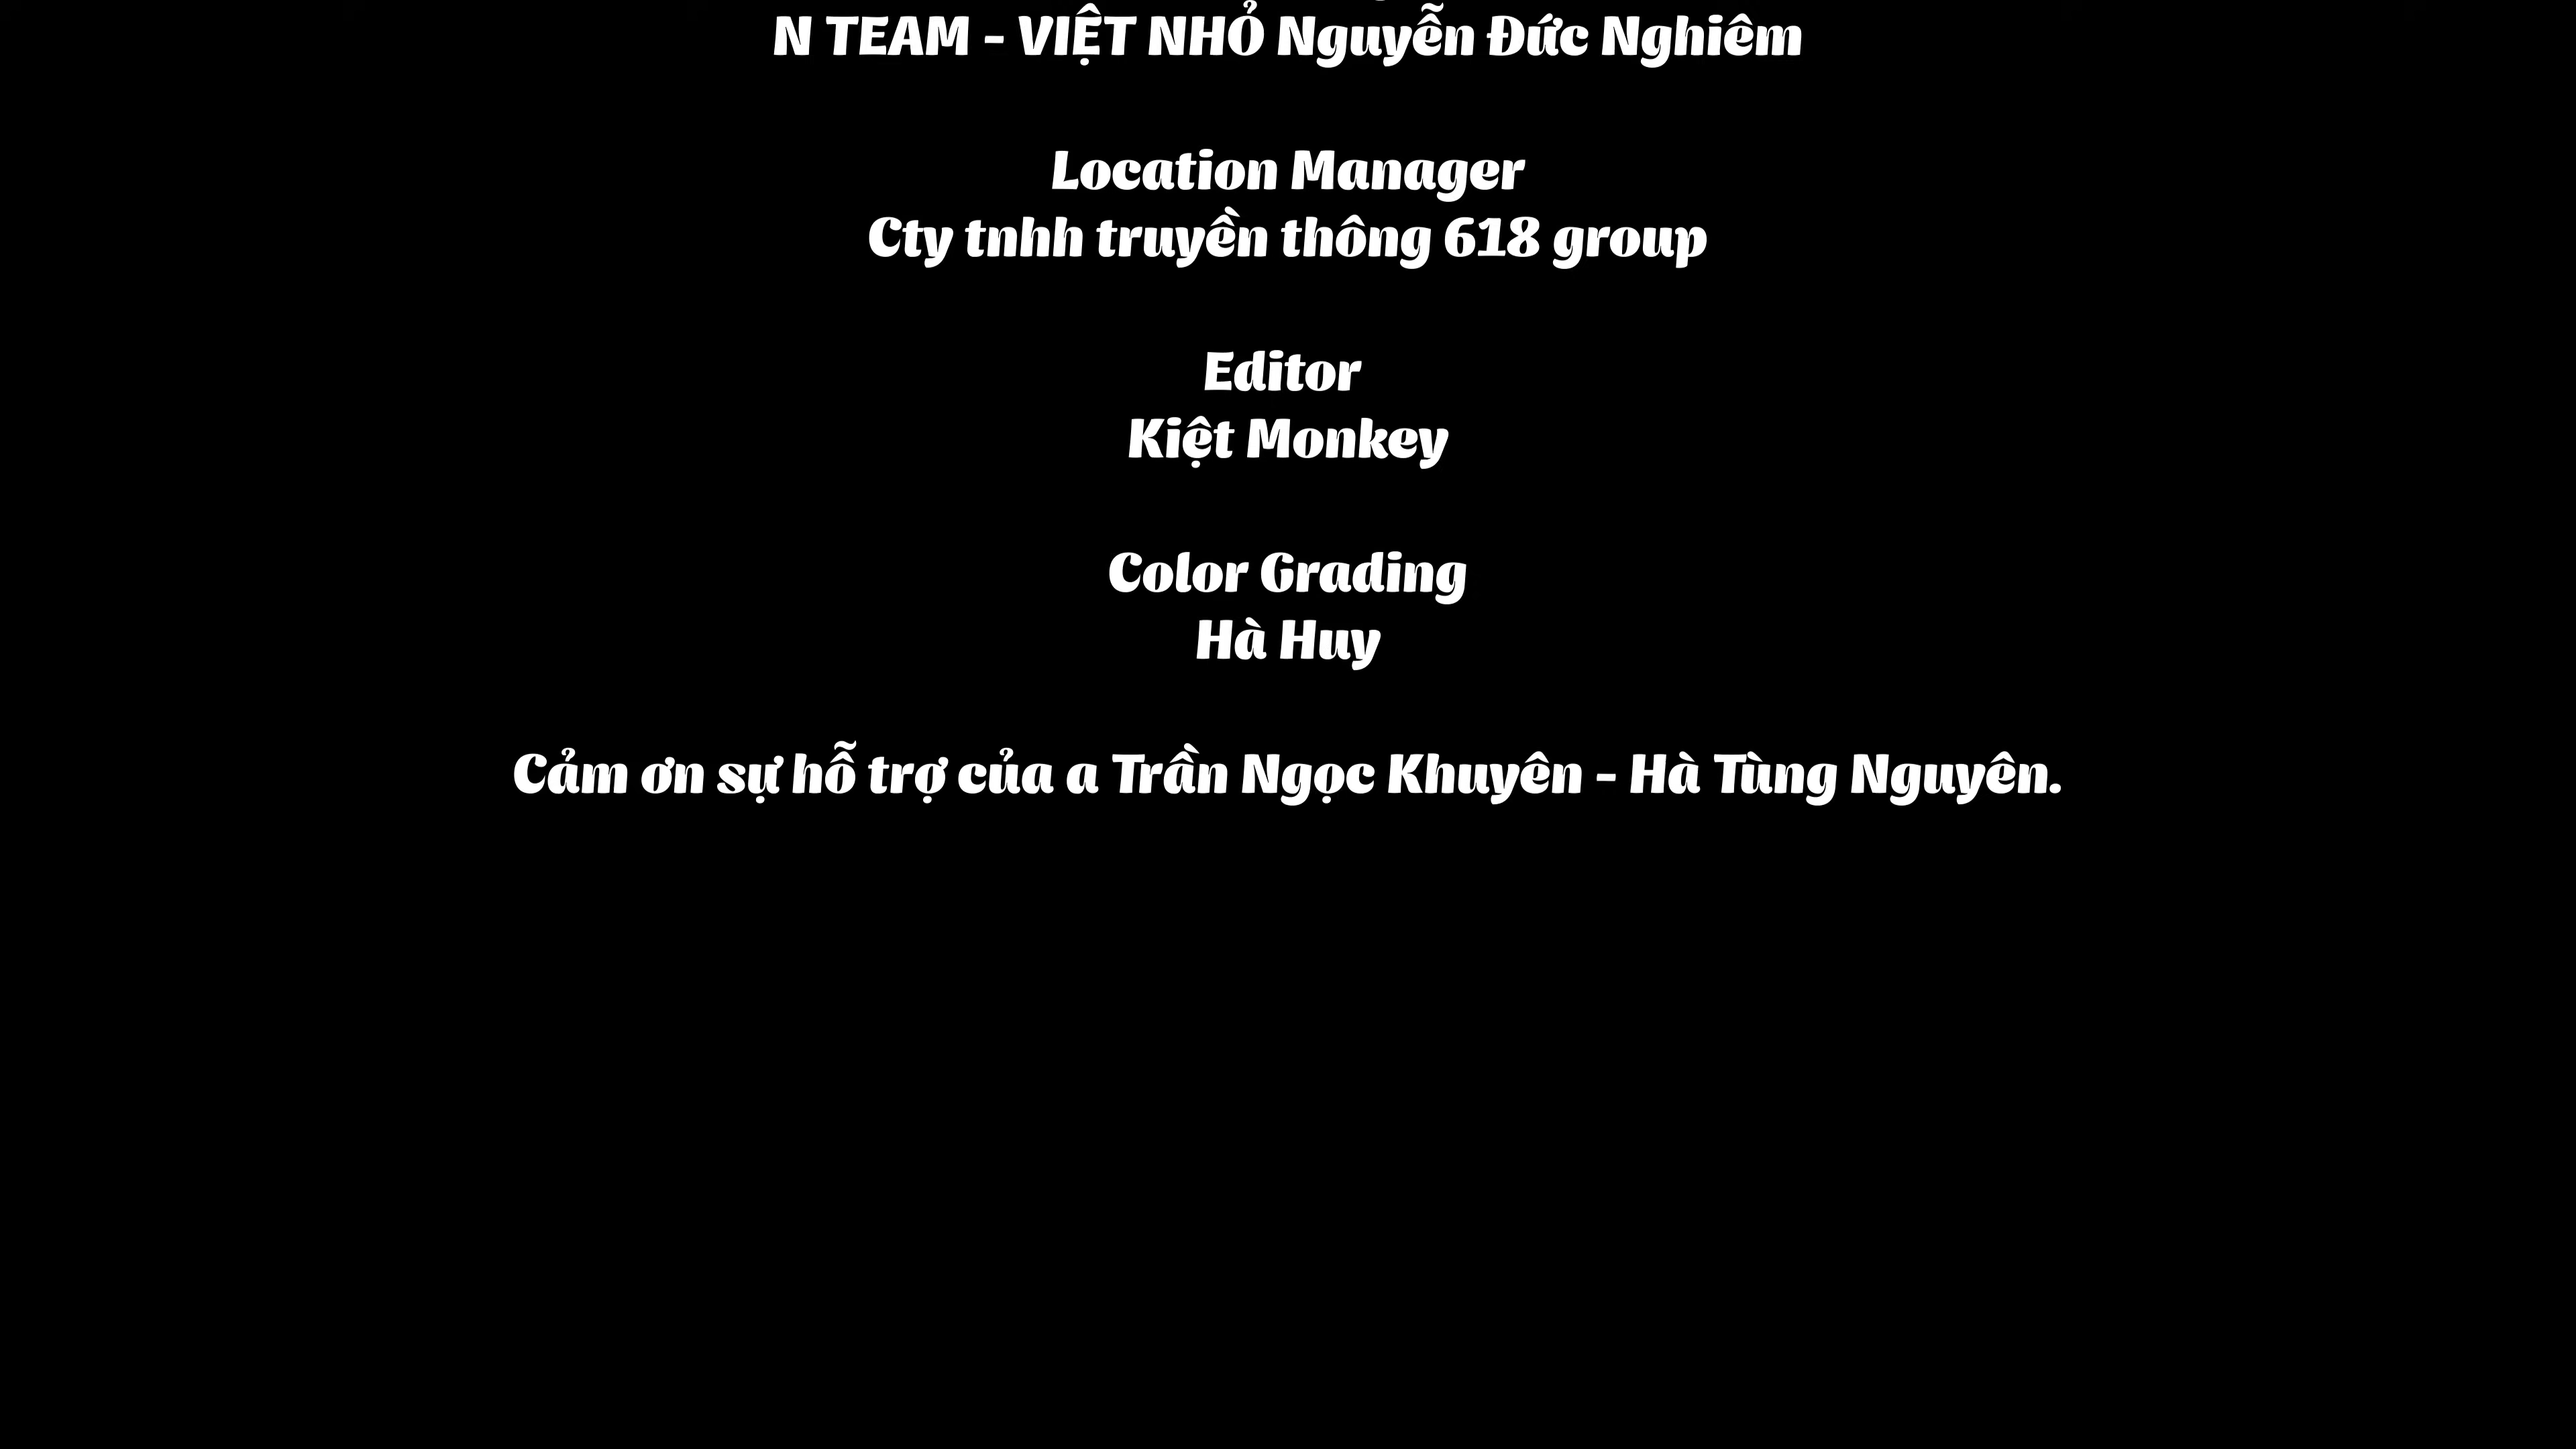 N TEAM - VIỆT NHỎ Nguyễn Đức Nghiêm
Location Manager
Cty tnhh truyền thông 618 group
Editor
Kiệt Monkey
Color Grading
Hà Huy
Cảm ơn sự hỗ trợ của a Trần Ngọc Khuyên - Hà Tùng Nguyên.